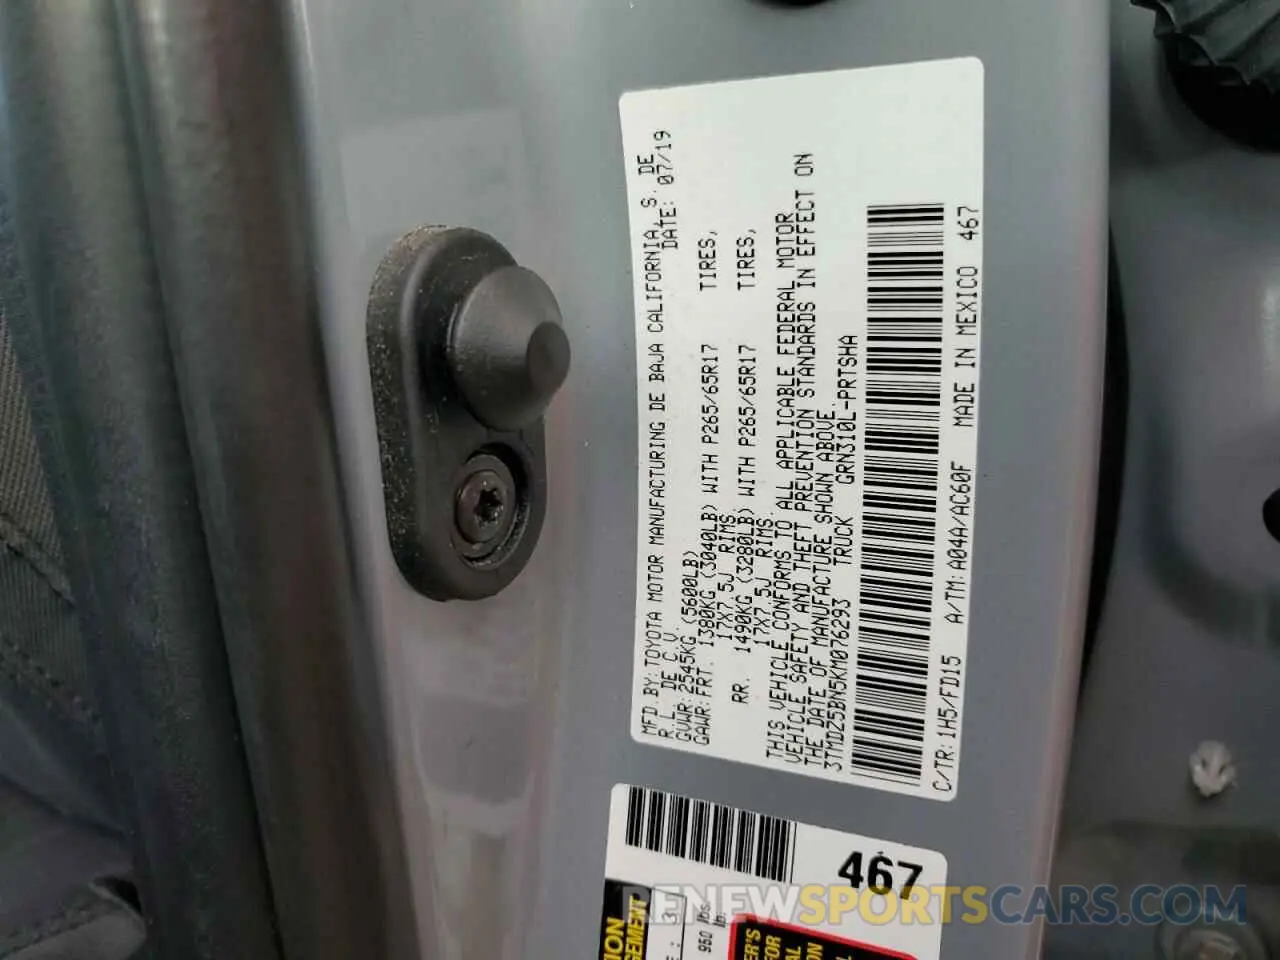 MFD.BY:TOYOTA MOTOR MANUFACTURING DE BAJA CALIFORNIA,S. DE
R.L. DE C.V. DATE: 07/19
GVWR:2545KG (5600LB)
GAWR:FRT. 1380KG (3040LB) WITH P265/65R17 TIRES,
17X7.5J RIMS.
RR. 1490KG (3280LB) WITH P265/65R17 TIRES,
17X7.5J RIMS.
THIS VEHICLE CONFORMS TO ALL APPLICABLE FEDERAL MOTOR
VEHICLE SAFETY AND THEFT PREVENTION STANDARDS IN EFFECT ON
THE DATE OF MANUFACTURE SHOWN ABOVE.
3TMDZ5BN5KM076293 TRUCK GRN310L-PRTSHA
C/TR:1H5/FD15 A/TM:A04A/AC60F MADE IN MEXICO 467
467
950 lbs.
lb.
RENEWSPORTSCARS.COM